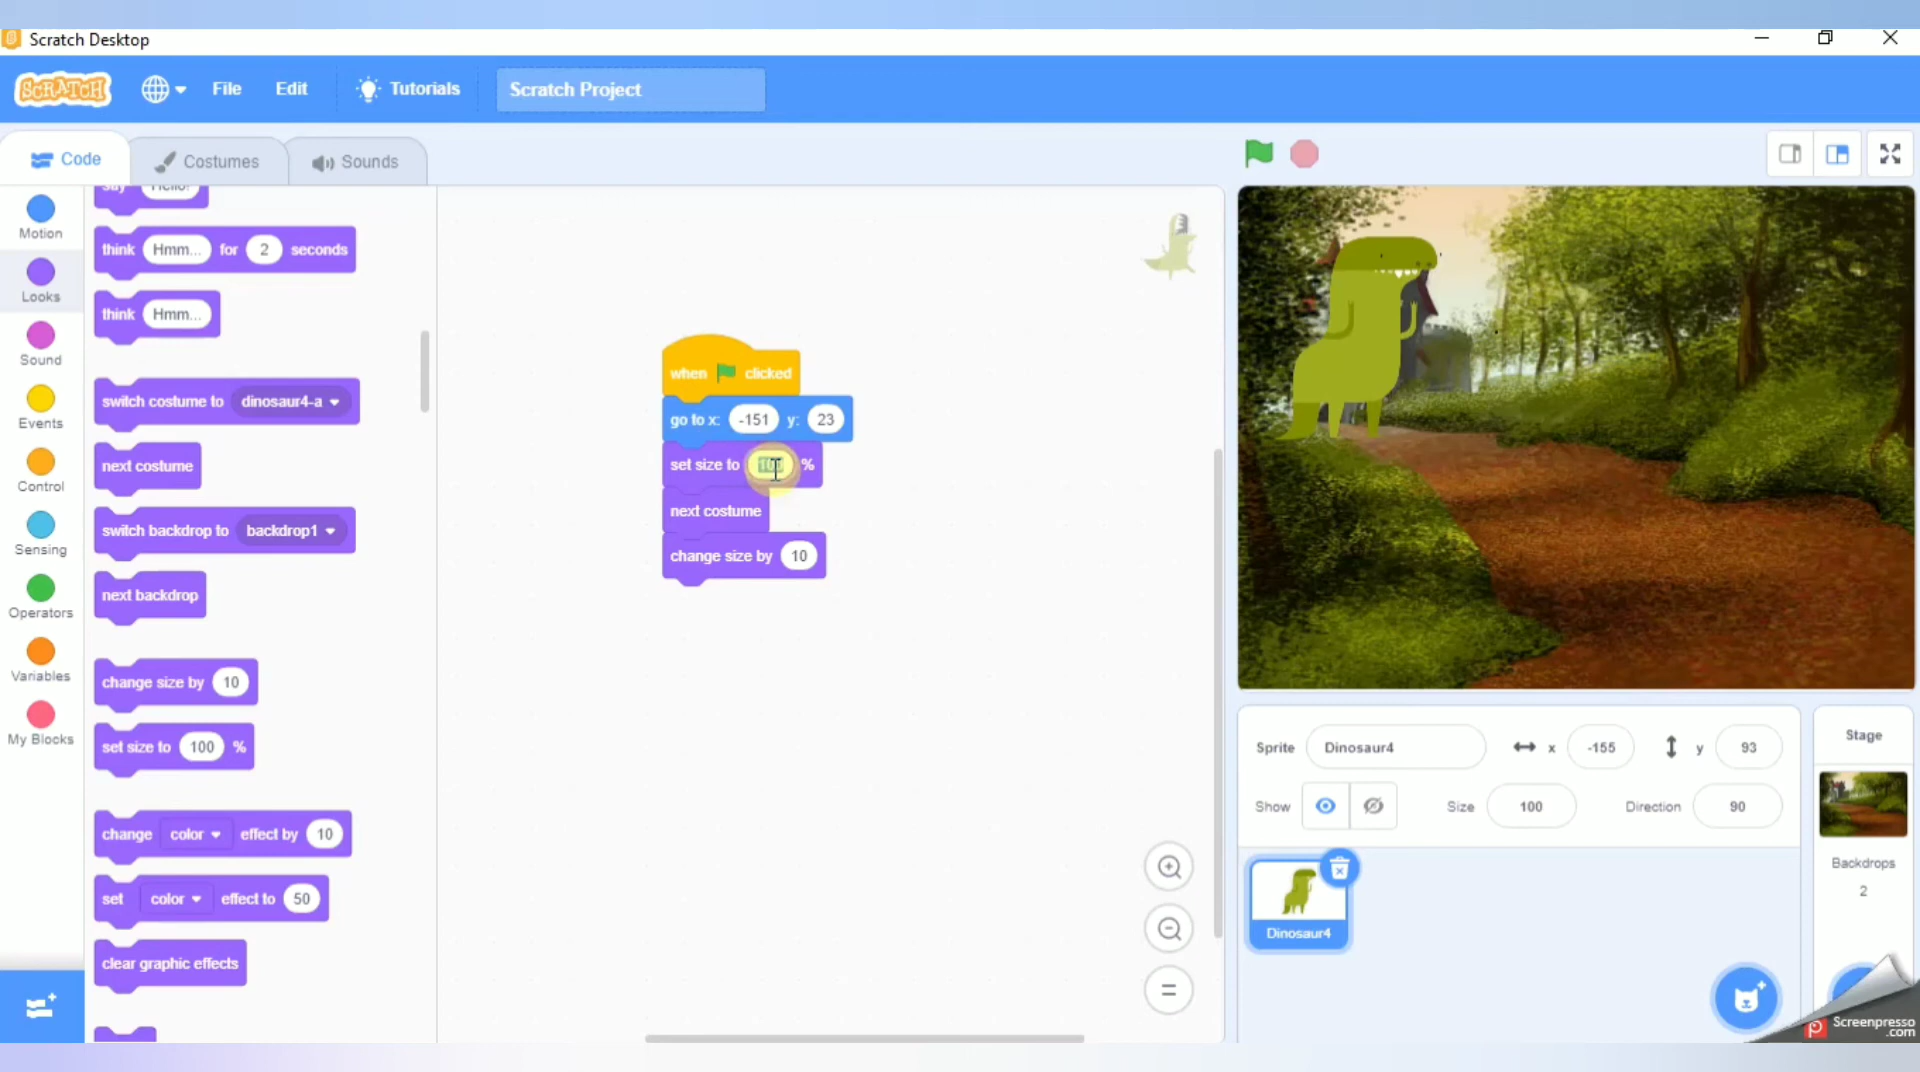 Scratch Desktop
SCRATCH
File
Edit
Tutorials
Scratch Project
Code
Costumes
Sounds
Motion
Looks
Sound
Events
Control
Sensing
Operators
Variables
My Blocks
say Hello!
think Hmm... for 2 seconds
think Hmm...
switch costume to dinosaur4-a
next costume
switch backdrop to backdrop1
next backdrop
change size by 10
set size to 100 %
change color effect by 10
set color effect to 50
clear graphic effects
when clicked
go to x: -151 y: 23
set size to 100 %
next costume
change size by 10
Sprite Dinosaur4 x -155 y 93
Show Size 100 Direction 90
Dinosaur4
Stage
Backdrops
2
Screenpresso
.com